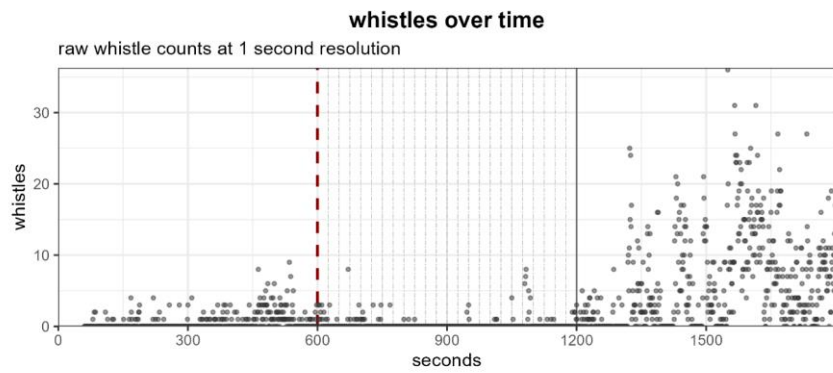 whistles over time
raw whistle counts at 1 second resolution
30
20
10
0
whistles
0 300 600 900 1200 1500
seconds